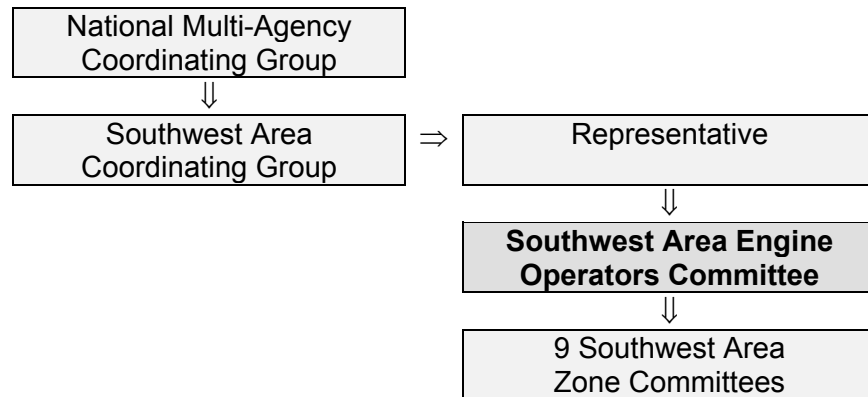 National Multi-Agency
Coordinating Group
⇓
Southwest Area
Coordinating Group
⇒
Representative
⇓
Southwest Area Engine
Operators Committee
⇓
9 Southwest Area
Zone Committees